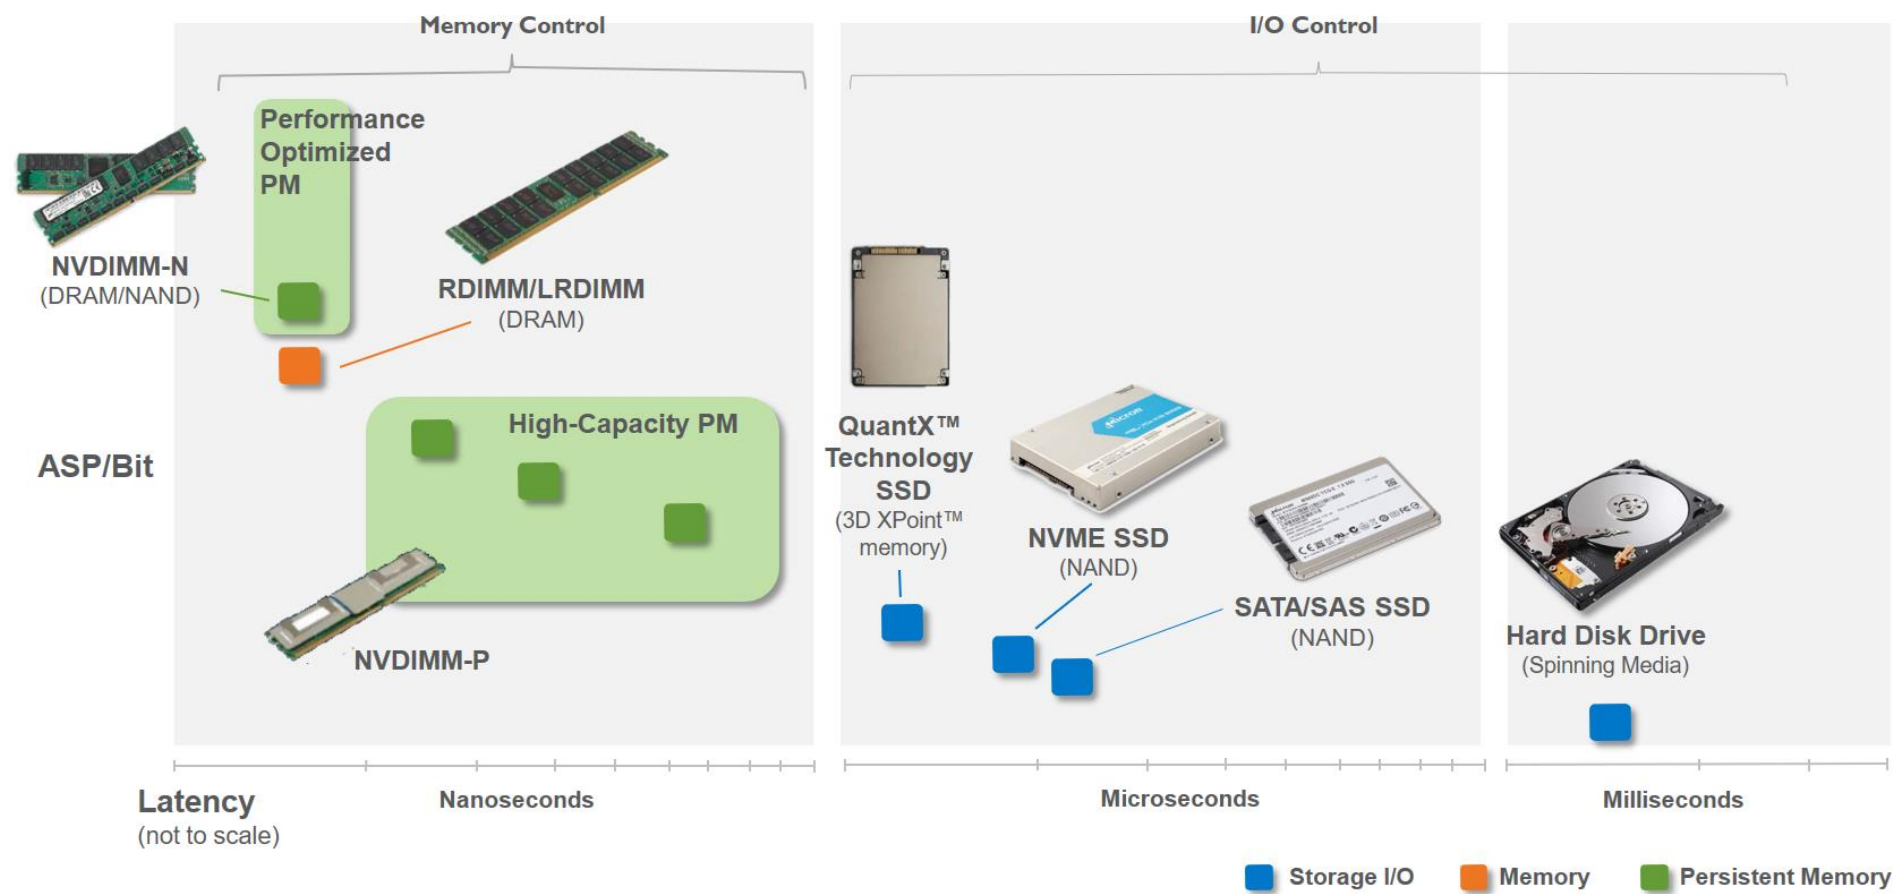 Memory Control
I/O Control
Performance
Optimized
PM
NVDIMM-N
(DRAM/NAND)
RDIMM/LRDIMM
(DRAM)
High-Capacity PM
NVDIMM-P
ASP/Bit
QuantX™
Technology
SSD
(3D XPoint™
memory)
Micron
NVME SSD
(NAND)
SATA/SAS SSD
(NAND)
Hard Disk Drive
(Spinning Media)
Latency
(not to scale)
Nanoseconds
Microseconds
Milliseconds
Storage I/O
Memory
Persistent Memory